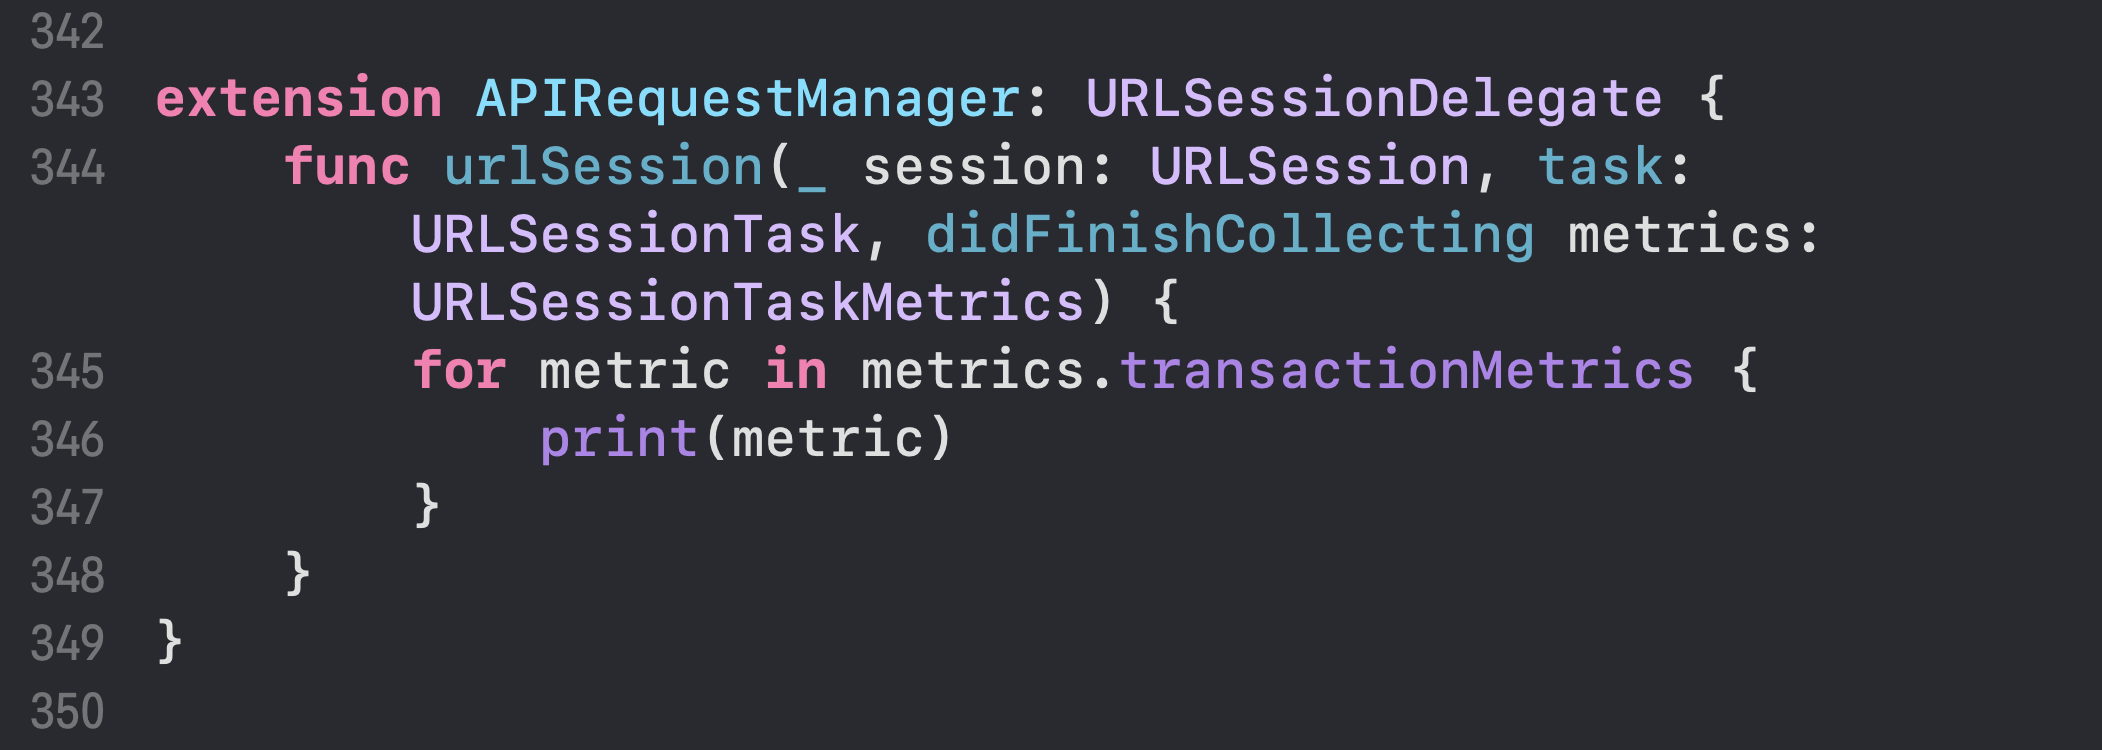 342
343 extension APIRequestManager: URLSessionDelegate {
344 func urlSession(_ session: URLSession, task:
URLSessionTask, didFinishCollecting metrics:
URLSessionTaskMetrics) {
345 for metric in metrics.transactionMetrics {
346 print(metric)
347 }
348 }
349 }
350